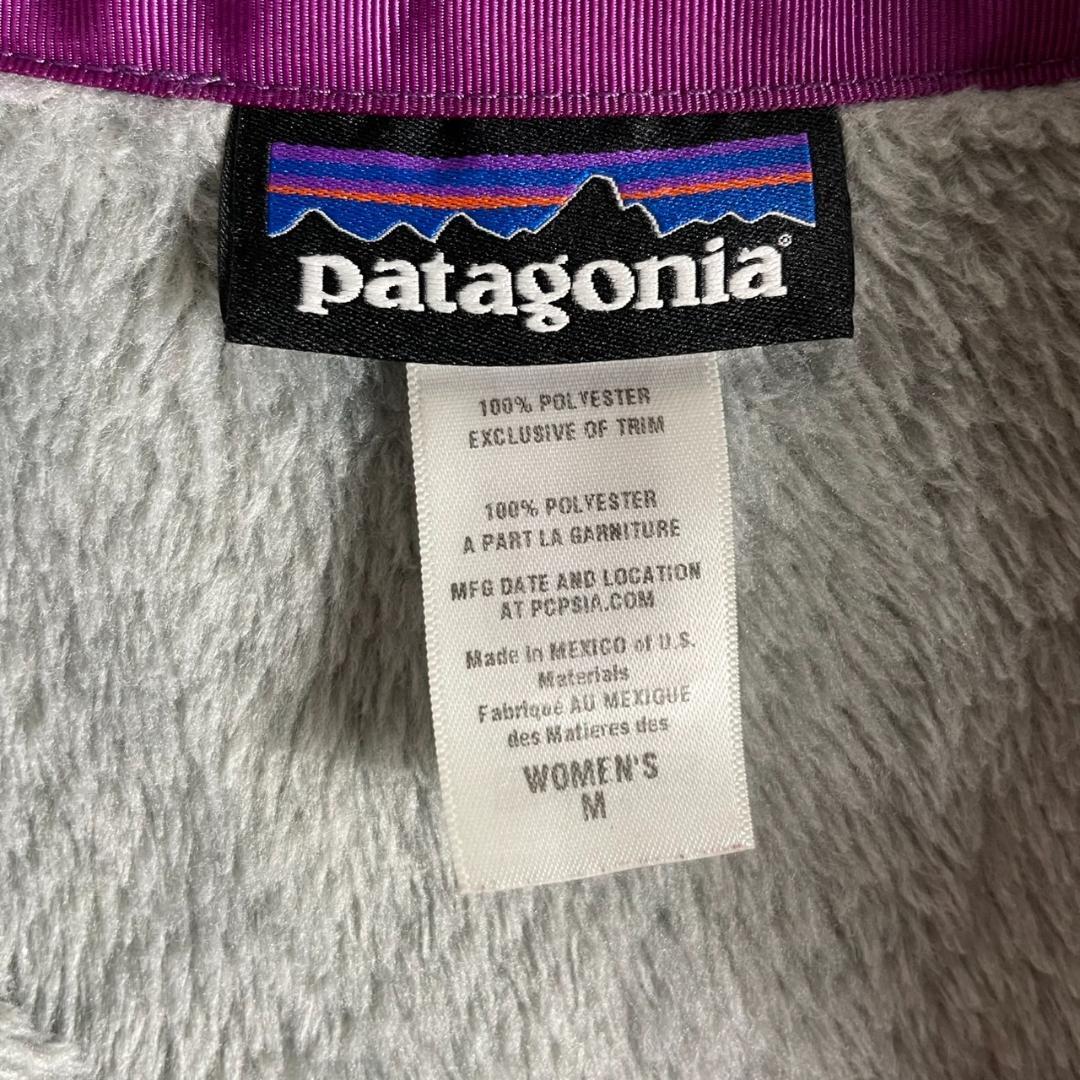 patagonia®
100% POLYESTER
EXCLUSIVE OF TRIM
100% POLYESTER
A PART LA GARNITURE
MFG DATE AND LOCATION
AT PCPSIA.COM
Made in MEXICO of U.S.
Materials
Fabrique AU MEXIQUE
des Matieres des
WOMEN'S
M